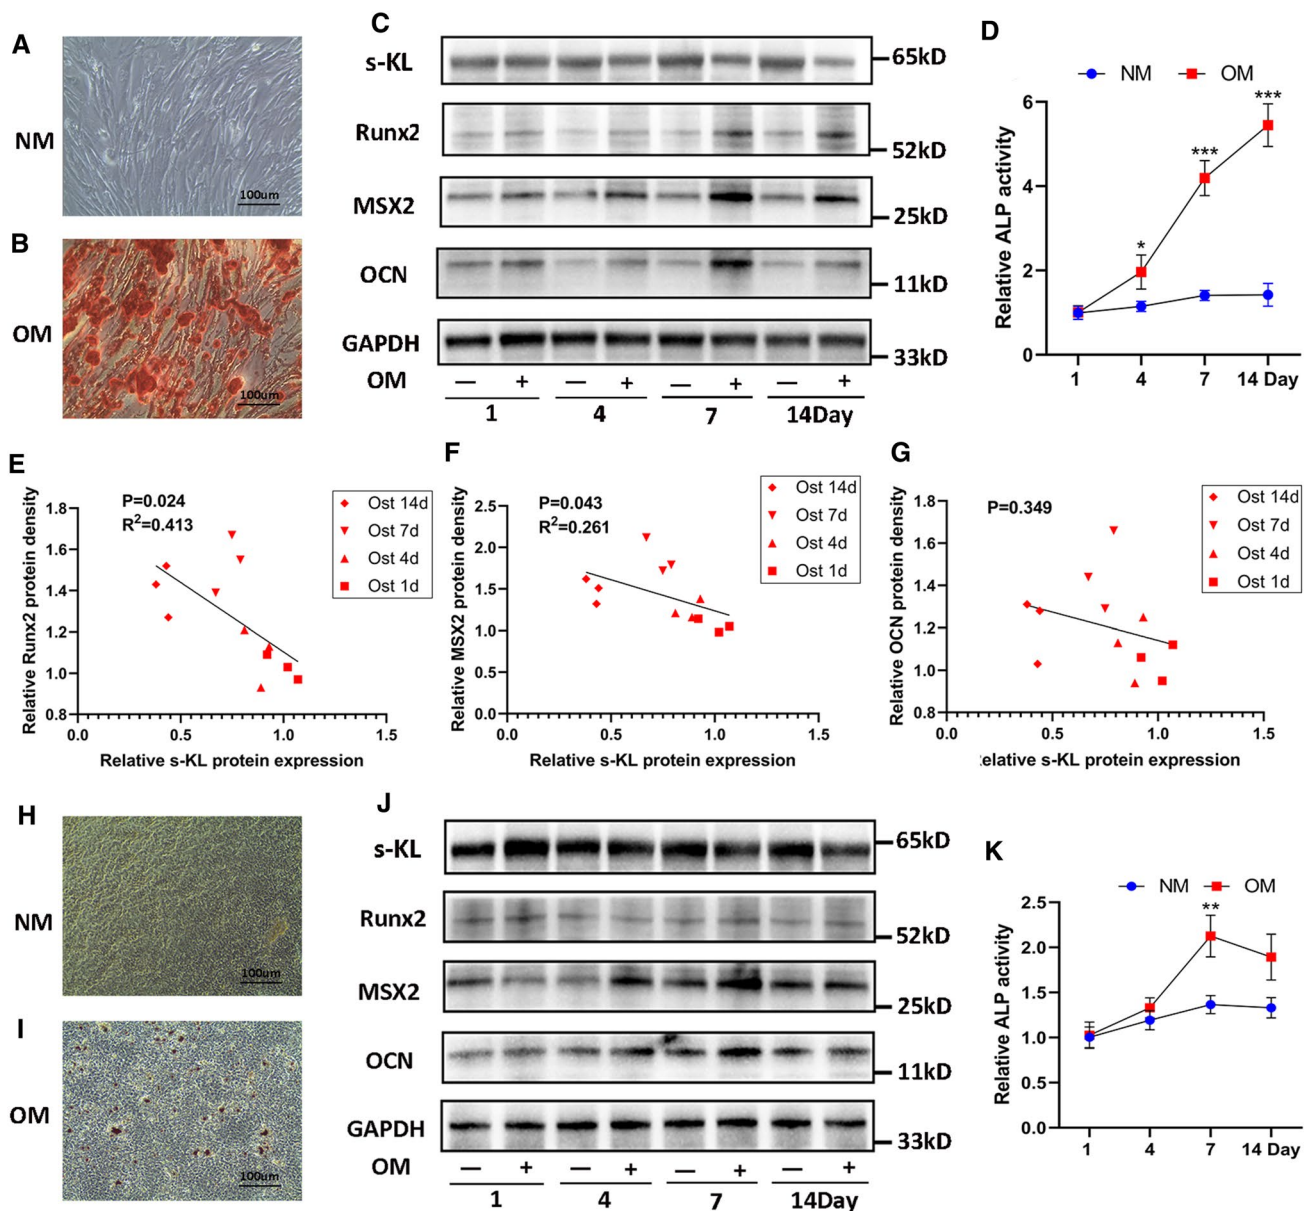 A
NM
100um
B
OM
100um
C
s-KL
65kD
Runx2
52kD
MSX2
25kD
OCN
11kD
GAPDH
33kD
OM — + — + — + — +
1 4 7 14Day
D
NM OM
Relative ALP activity
6
4
2
0
*
***
***
1 4 7 14 Day
E
P=0.024
R²=0.413
Ost 14d
Ost 7d
Ost 4d
Ost 1d
Relative Runx2 protein density
1.8
1.6
1.4
1.2
1.0
0.8
0.0 0.5 1.0 1.5
Relative s-KL protein expression
F
P=0.043
R²=0.261
Ost 14d
Ost 7d
Ost 4d
Ost 1d
Relative MSX2 protein density
2.5
2.0
1.5
1.0
0.5
0.0
0.0 0.5 1.0 1.5
Relative s-KL protein expression
G
P=0.349
Ost 14d
Ost 7d
Ost 4d
Ost 1d
Relative OCN protein density
1.8
1.6
1.4
1.2
1.0
0.8
0.0 0.5 1.0 1.5
elative s-KL protein expression
H
NM
100um
I
OM
100um
J
s-KL
65kD
Runx2
52kD
MSX2
25kD
OCN
11kD
GAPDH
33kD
OM — + — + — + — +
1 4 7 14Day
K
NM OM
Relative ALP activity
2.5
2.0
1.5
1.0
0.5
0.0
**
1 4 7 14 Day